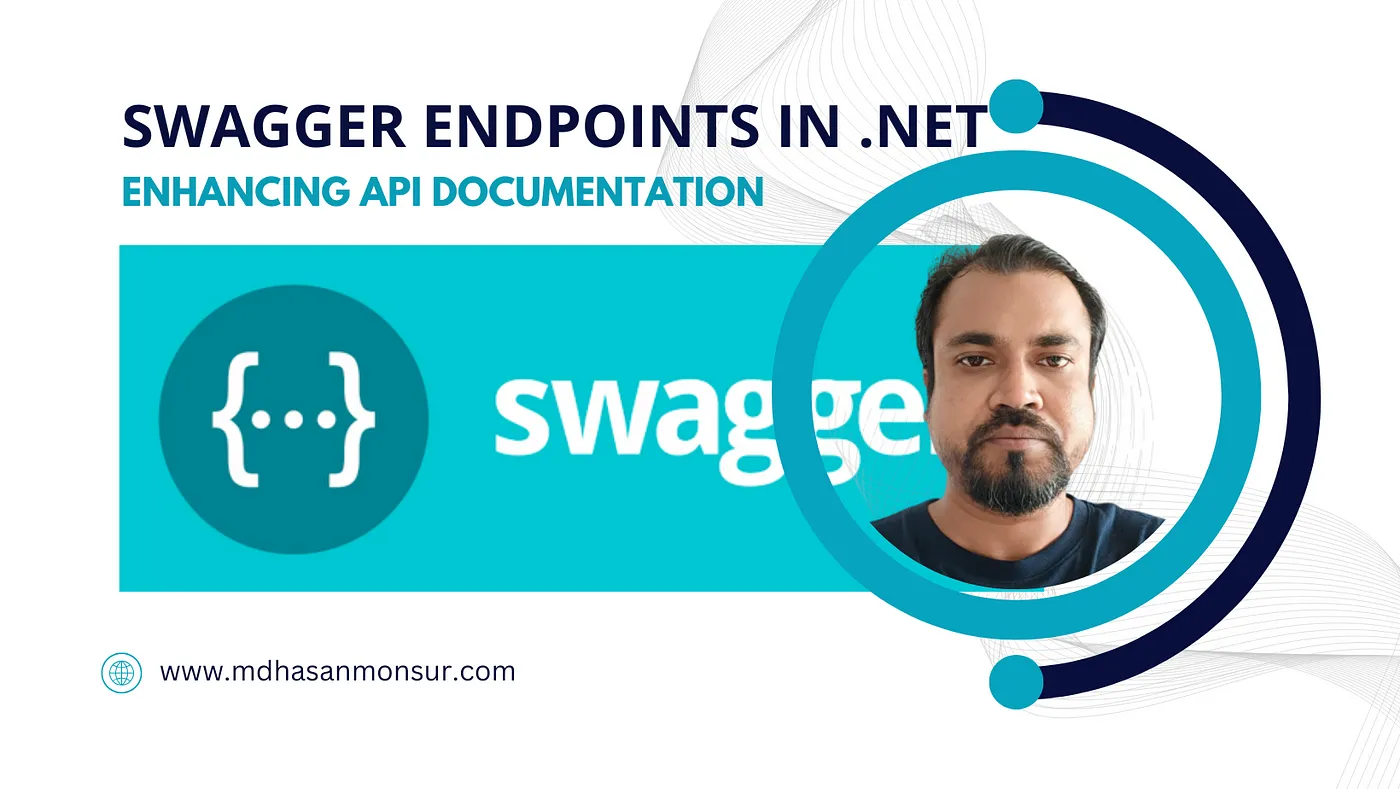 SWAGGER ENDPOINTS IN .NET
ENHANCING API DOCUMENTATION
{...}
swagger
www.mdhasanmonsur.com